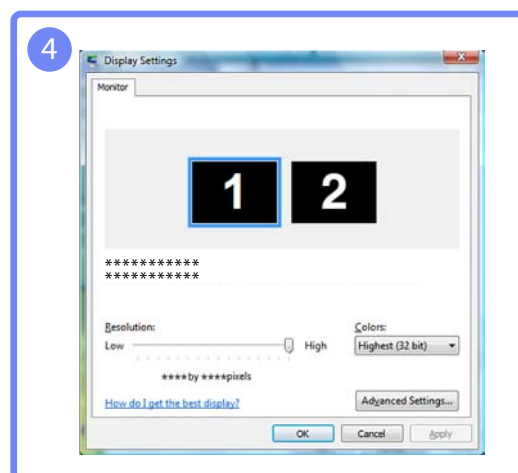 4
Display Settings
Monitor
1 2
***********
***********
Resolution: Colors:
Low High Highest (32 bit)
****by ****pixels
How do I get the best display? Advanced Settings...
OK Cancel Apply